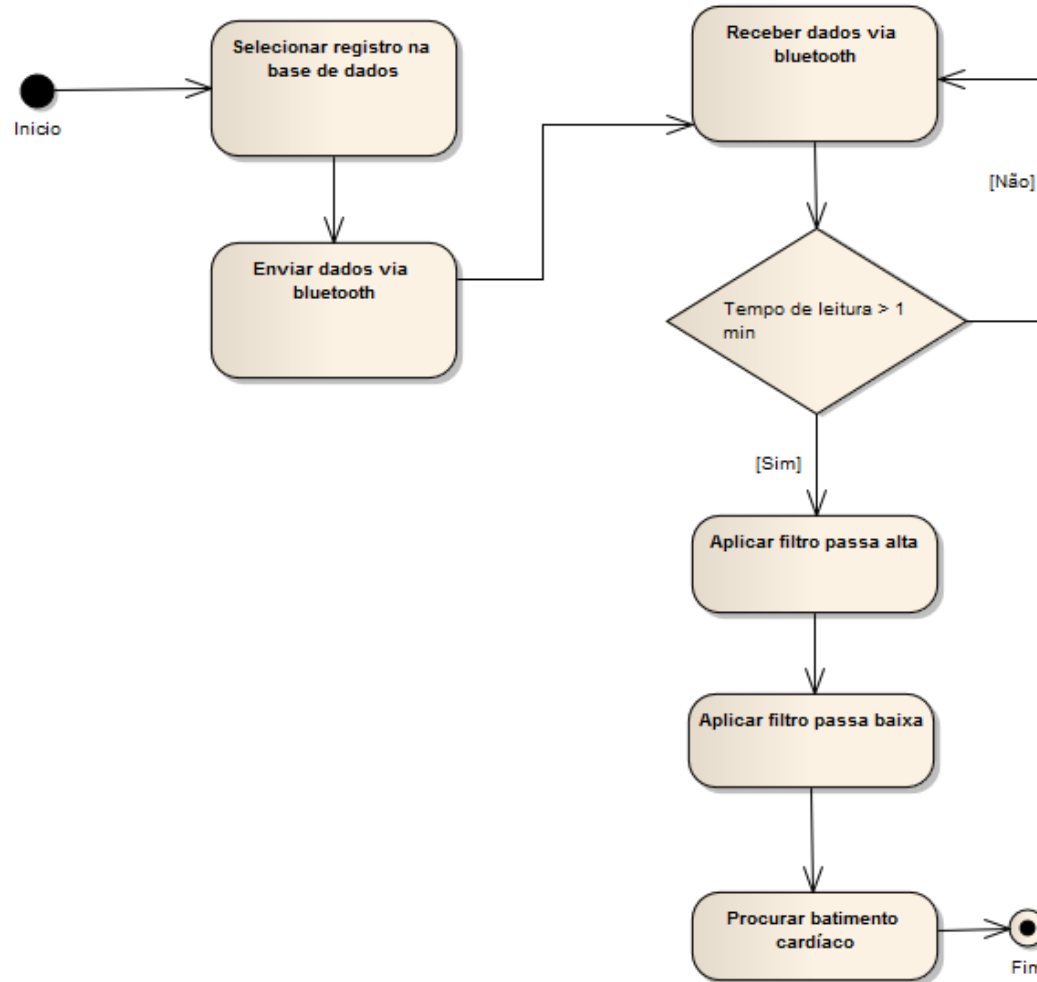 Inicio
Selecionar registro na
base de dados
Enviar dados via
bluetooth
Receber dados via
bluetooth
[Não]
Tempo de leitura > 1
min
[Sim]
Aplicar filtro passa alta
Aplicar filtro passa baixa
Procurar batimento
cardíaco
Fim